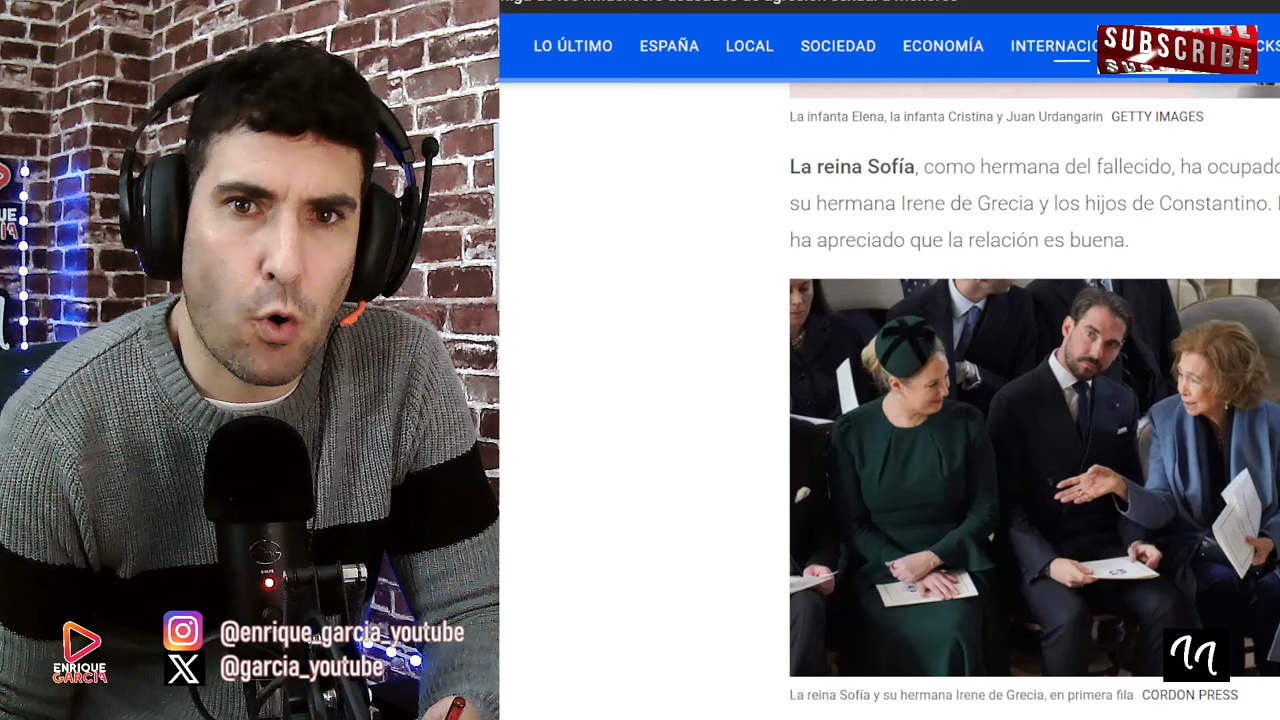 LO ÚLTIMO ESPAÑA LOCAL SOCIEDAD ECONOMÍA INTERNACIO
SUBSCRIBE
La infanta Elena, la infanta Cristina y Juan Urdangarin GETTY IMAGES
La reina Sofía, como hermana del fallecido, ha ocupado
su hermana Irene de Grecia y los hijos de Constantino.
ha apreciado que la relación es buena.
La reina Sofía y su hermana Irene de Grecia, en primera fila CORDON PRESS
@enrique_garcia_youtube
@garcia_youtube
ENRIQUE
GARCIA